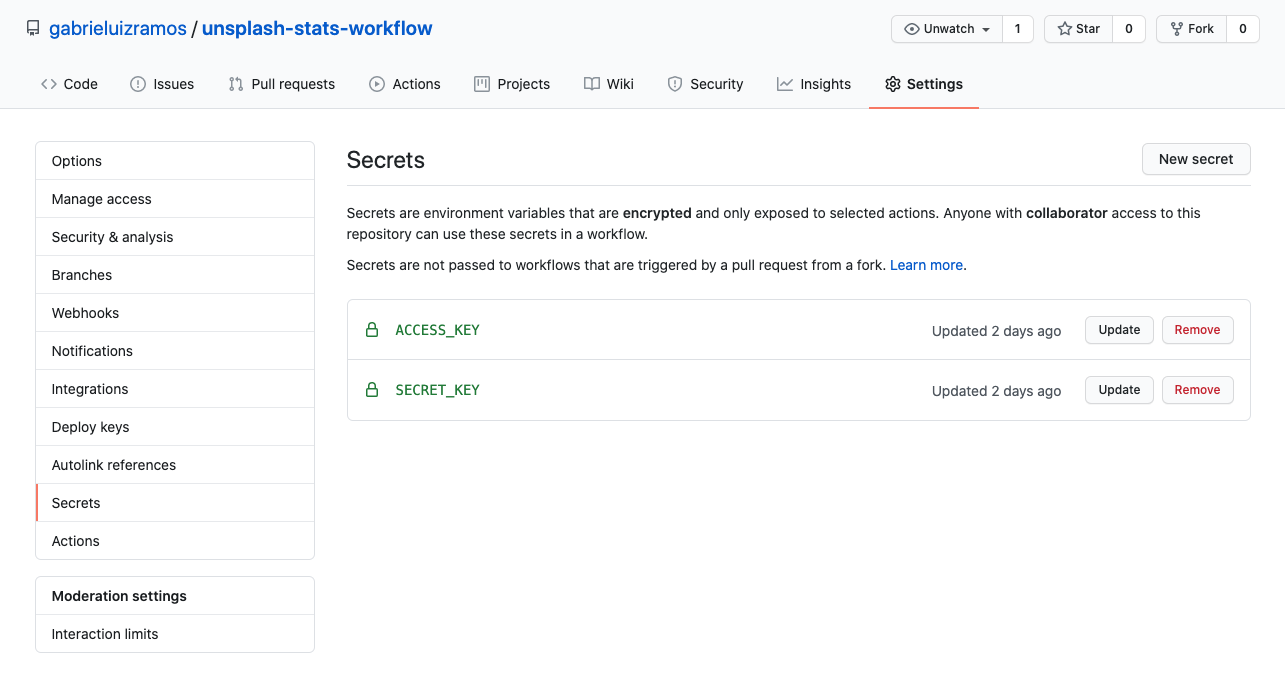 gabrieluizramos / unsplash-stats-workflow
Unwatch 1 Star 0 Fork 0
Code Issues Pull requests Actions Projects Wiki Security Insights Settings
Options
Manage access
Security & analysis
Branches
Webhooks
Notifications
Integrations
Deploy keys
Autolink references
Secrets
Actions
Moderation settings
Interaction limits
Secrets
New secret
Secrets are environment variables that are encrypted and only exposed to selected actions. Anyone with collaborator access to this
repository can use these secrets in a workflow.
Secrets are not passed to workflows that are triggered by a pull request from a fork. Learn more.
ACCESS_KEY Updated 2 days ago Update Remove
SECRET_KEY Updated 2 days ago Update Remove